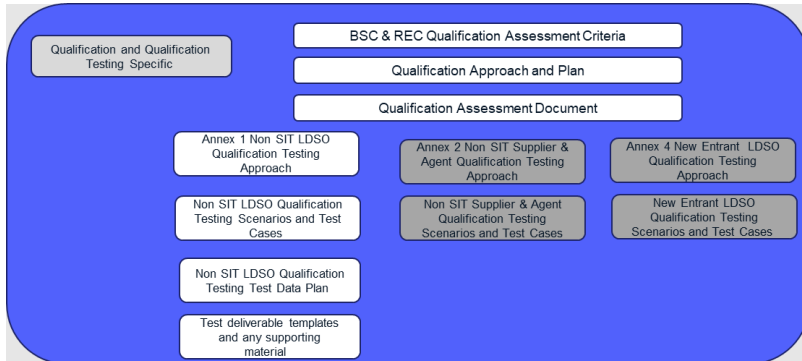 BSC & REC Qualification Assessment Criteria
Qualification and Qualification
Testing Specific
Qualification Approach and Plan
Qualification Assessment Document
Annex 1 Non SIT LDSO
Qualification Testing
Approach
Annex 2 Non SIT Supplier &
Agent Qualification Testing
Approach
Annex 4 New Entrant LDSO
Qualification Testing
Approach
Non SIT LDSO Qualification
Testing Scenarios and Test
Cases
Non SIT Supplier & Agent
Qualification Testing
Scenarios and Test Cases
New Entrant LDSO
Qualification Testing
Scenarios and Test Cases
Non SIT LDSO Qualification
Testing Test Data Plan
Test deliverable templates
and any supporting
material